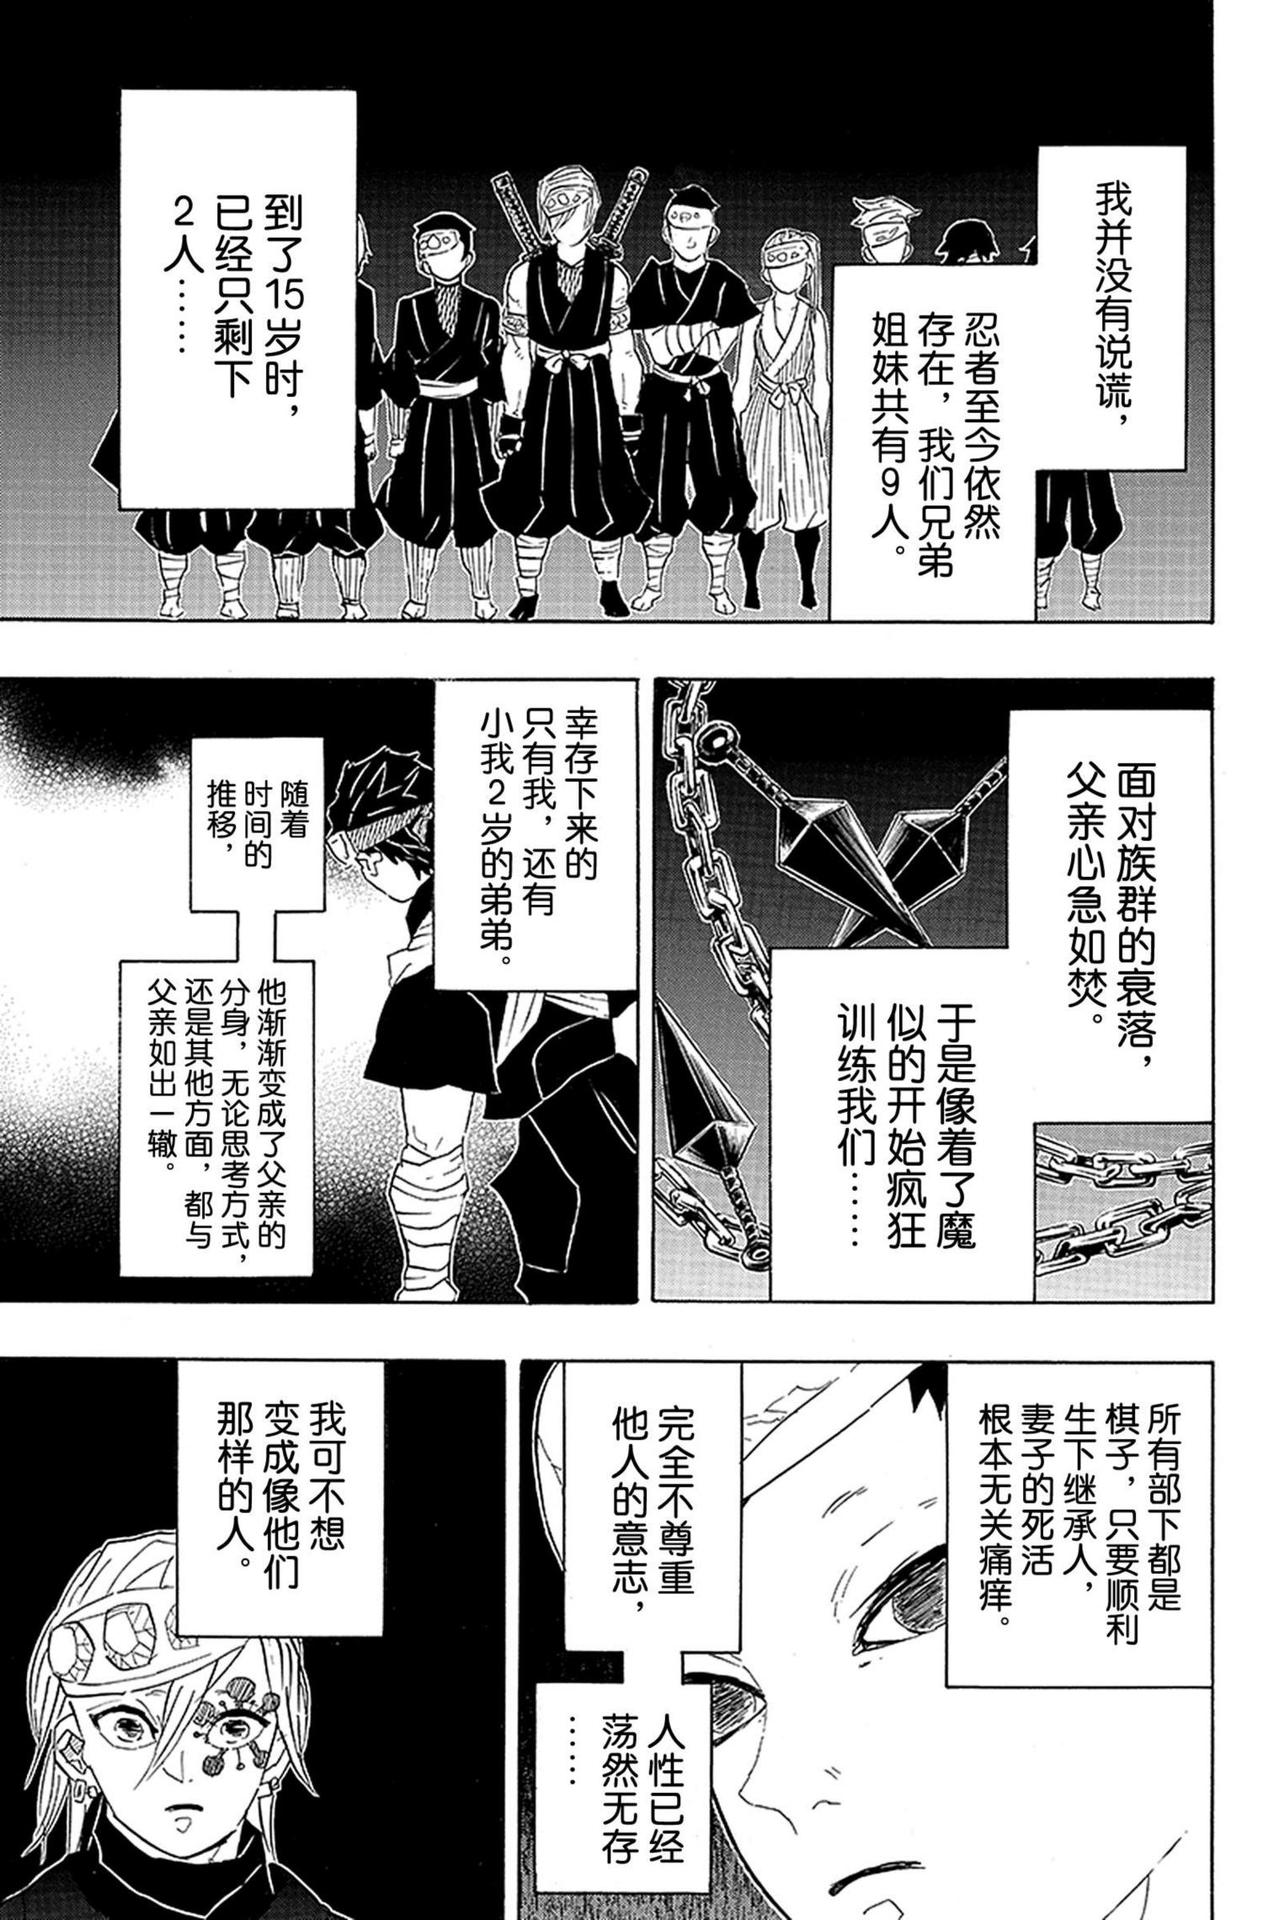 我并没有说谎，
忍者至今依然
存在，我们兄弟
姐妹共有9人。
到了15岁时，
已经只剩下
2人……
面对族群的衰落，
父亲心急如焚。
于是像着了魔
似的开始疯狂
训练我们……
幸存下来的
只有我，还有
小我2岁的弟弟。
随着
时间的
推移，
他渐渐变成了父亲的
分身，无论思考方式，
还是其他方面，都与
父亲如出一辙。
所有部下都是
棋子，只要顺利
生下继承人，
妻子的死活
根本无关痛痒。
完全不尊重
他人的意志，
人性已经
荡然无存
……
我可不想
变成像他们
那样的人。